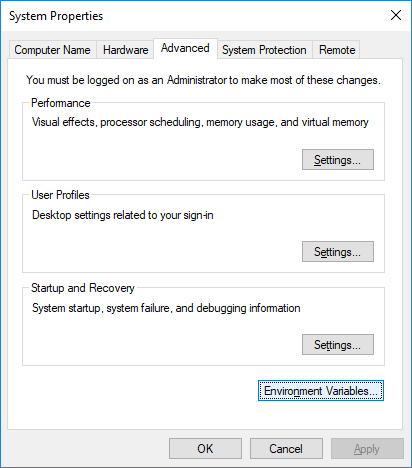 System Properties
Computer Name Hardware Advanced System Protection Remote
You must be logged on as an Administrator to make most of these changes.
Performance
Visual effects, processor scheduling, memory usage, and virtual memory
Settings...
User Profiles
Desktop settings related to your sign-in
Settings...
Startup and Recovery
System startup, system failure, and debugging information
Settings...
Environment Variables...
OK Cancel Apply